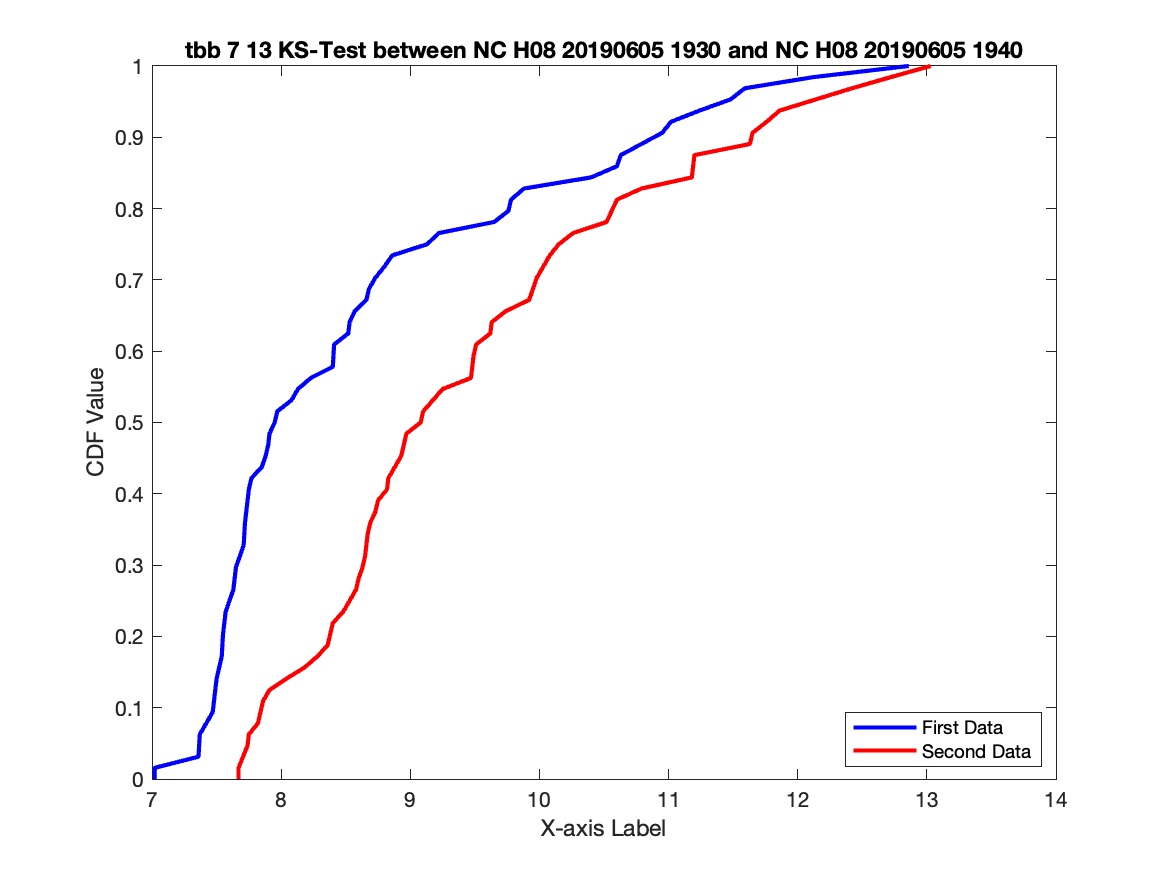 tbb 7 13 KS-Test between NC H08 20190605 1930 and NC H08 20190605 1940
1
0.9
0.8
0.7
0.6
0.5
0.4
0.3
0.2
0.1
0
CDF Value
7 8 9 10 11 12 13 14
X-axis Label
First Data
Second Data